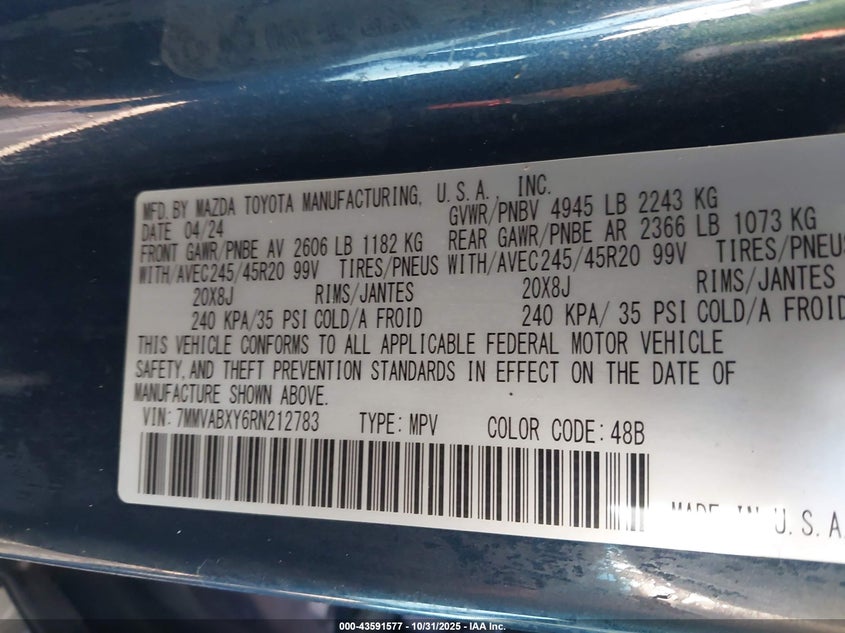 MFD. BY MAZDA TOYOTA MANUFACTURING, U.S.A., INC.
DATE 04/24 GVWR/PNBV 4945 LB 2243 KG
FRONT GAWR/PNBE AV 2606 LB 1182 KG REAR GAWR/PNBE AR 2366 LB 1073 KG
WITH/AVEC245/45R20 99V TIRES/PNEUS WITH/AVEC245/45R20 99V TIRES/PNEUS
20X8J RIMS/JANTES 20X8J RIMS/JANTES
240 KPA/35 PSI COLD/A FROID 240 KPA/ 35 PSI COLD/A FROID
THIS VEHICLE CONFORMS TO ALL APPLICABLE FEDERAL MOTOR VEHICLE
SAFETY, AND THEFT PREVENTION STANDARDS IN EFFECT ON THE DATE OF
MANUFACTURE SHOWN ABOVE.
VIN: 7MMVABXY6RN212783 TYPE: MPV COLOR CODE: 48B
MADE IN U.S.A.
000-43591577 - 10/31/2025 - IAA Inc.